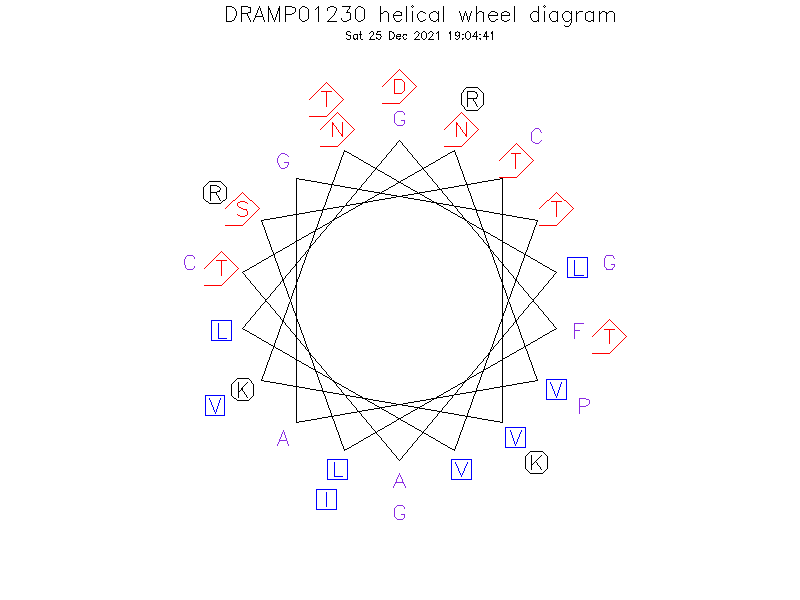 DRAMP01230 helical wheel diagram
Sat 25 Dec 2021 19:04:41
T D R
N G N C
G T
R S T
C T L G
L F T
V K V P
A V K
L A V
I G